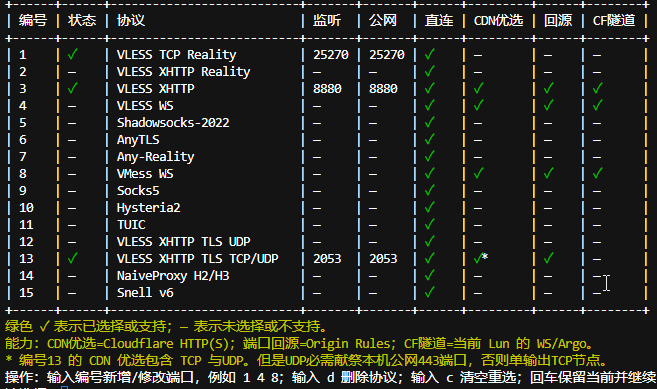 编号 | 状态 | 协议 | 监听 | 公网 | 直连 | CDN优选 | 回源 | CF隧道
1 | ✓ | VLESS TCP Reality | 25270 | 25270 | ✓ | – | – | –
2 | – | VLESS XHTTP Reality | – | – | ✓ | – | – | –
3 | ✓ | VLESS XHTTP | 8880 | 8880 | ✓ | ✓ | ✓ | ✓
4 | – | VLESS WS | – | – | ✓ | ✓ | ✓ | ✓
5 | – | Shadowsocks-2022 | – | – | ✓ | – | – | –
6 | – | AnyTLS | – | – | ✓ | – | – | –
7 | – | Any-Reality | – | – | ✓ | – | – | –
8 | – | VMess WS | – | – | ✓ | ✓ | ✓ | ✓
9 | – | Socks5 | – | – | ✓ | – | – | –
10 | – | Hysteria2 | – | – | ✓ | – | – | –
11 | – | TUIC | – | – | ✓ | – | – | –
12 | – | VLESS XHTTP TLS UDP | – | – | ✓ | – | – | –
13 | ✓ | VLESS XHTTP TLS TCP/UDP | 2053 | 2053 | ✓ | ✓* | ✓ | –
14 | – | NaiveProxy H2/H3 | – | – | ✓ | – | – | –
15 | – | Snell v6 | – | – | ✓ | – | – | –
绿色 ✓ 表示已选择或支持; – 表示未选择或不支持。
能力: CDN优选=Cloudflare HTTP(S); 端口回源=Origin Rules; CF隧道=当前 Lun 的 WS/Argo。
* 编号13 的 CDN 优选包含 TCP 与UDP。但是UDP必需献祭本机公网443端口, 否则单输出TCP节点。
操作: 输入编号新增/修改端口, 例如 1 4 8; 输入 d 删除协议; 输入 c 清空重选; 回车保留当前并继续